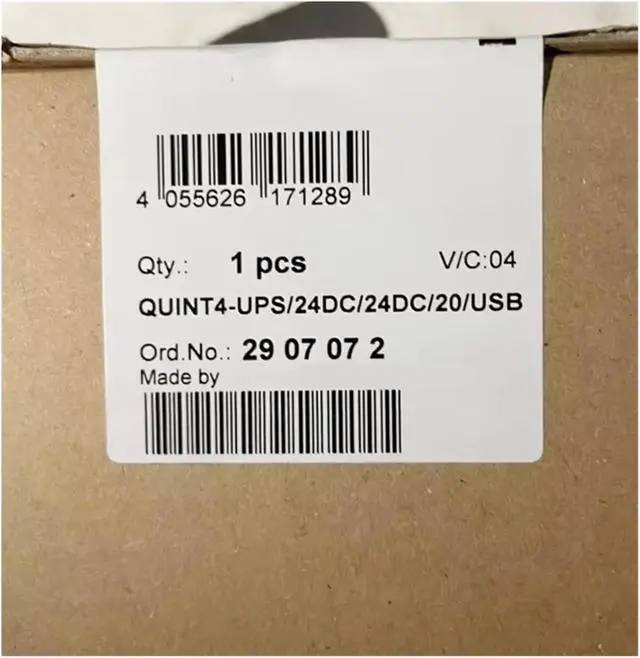 4 055626 171289
Qty.: 1 pcs V/C:04
QUINT4-UPS/24DC/24DC/20/USB
Ord.No.: 29 07 07 2
Made by